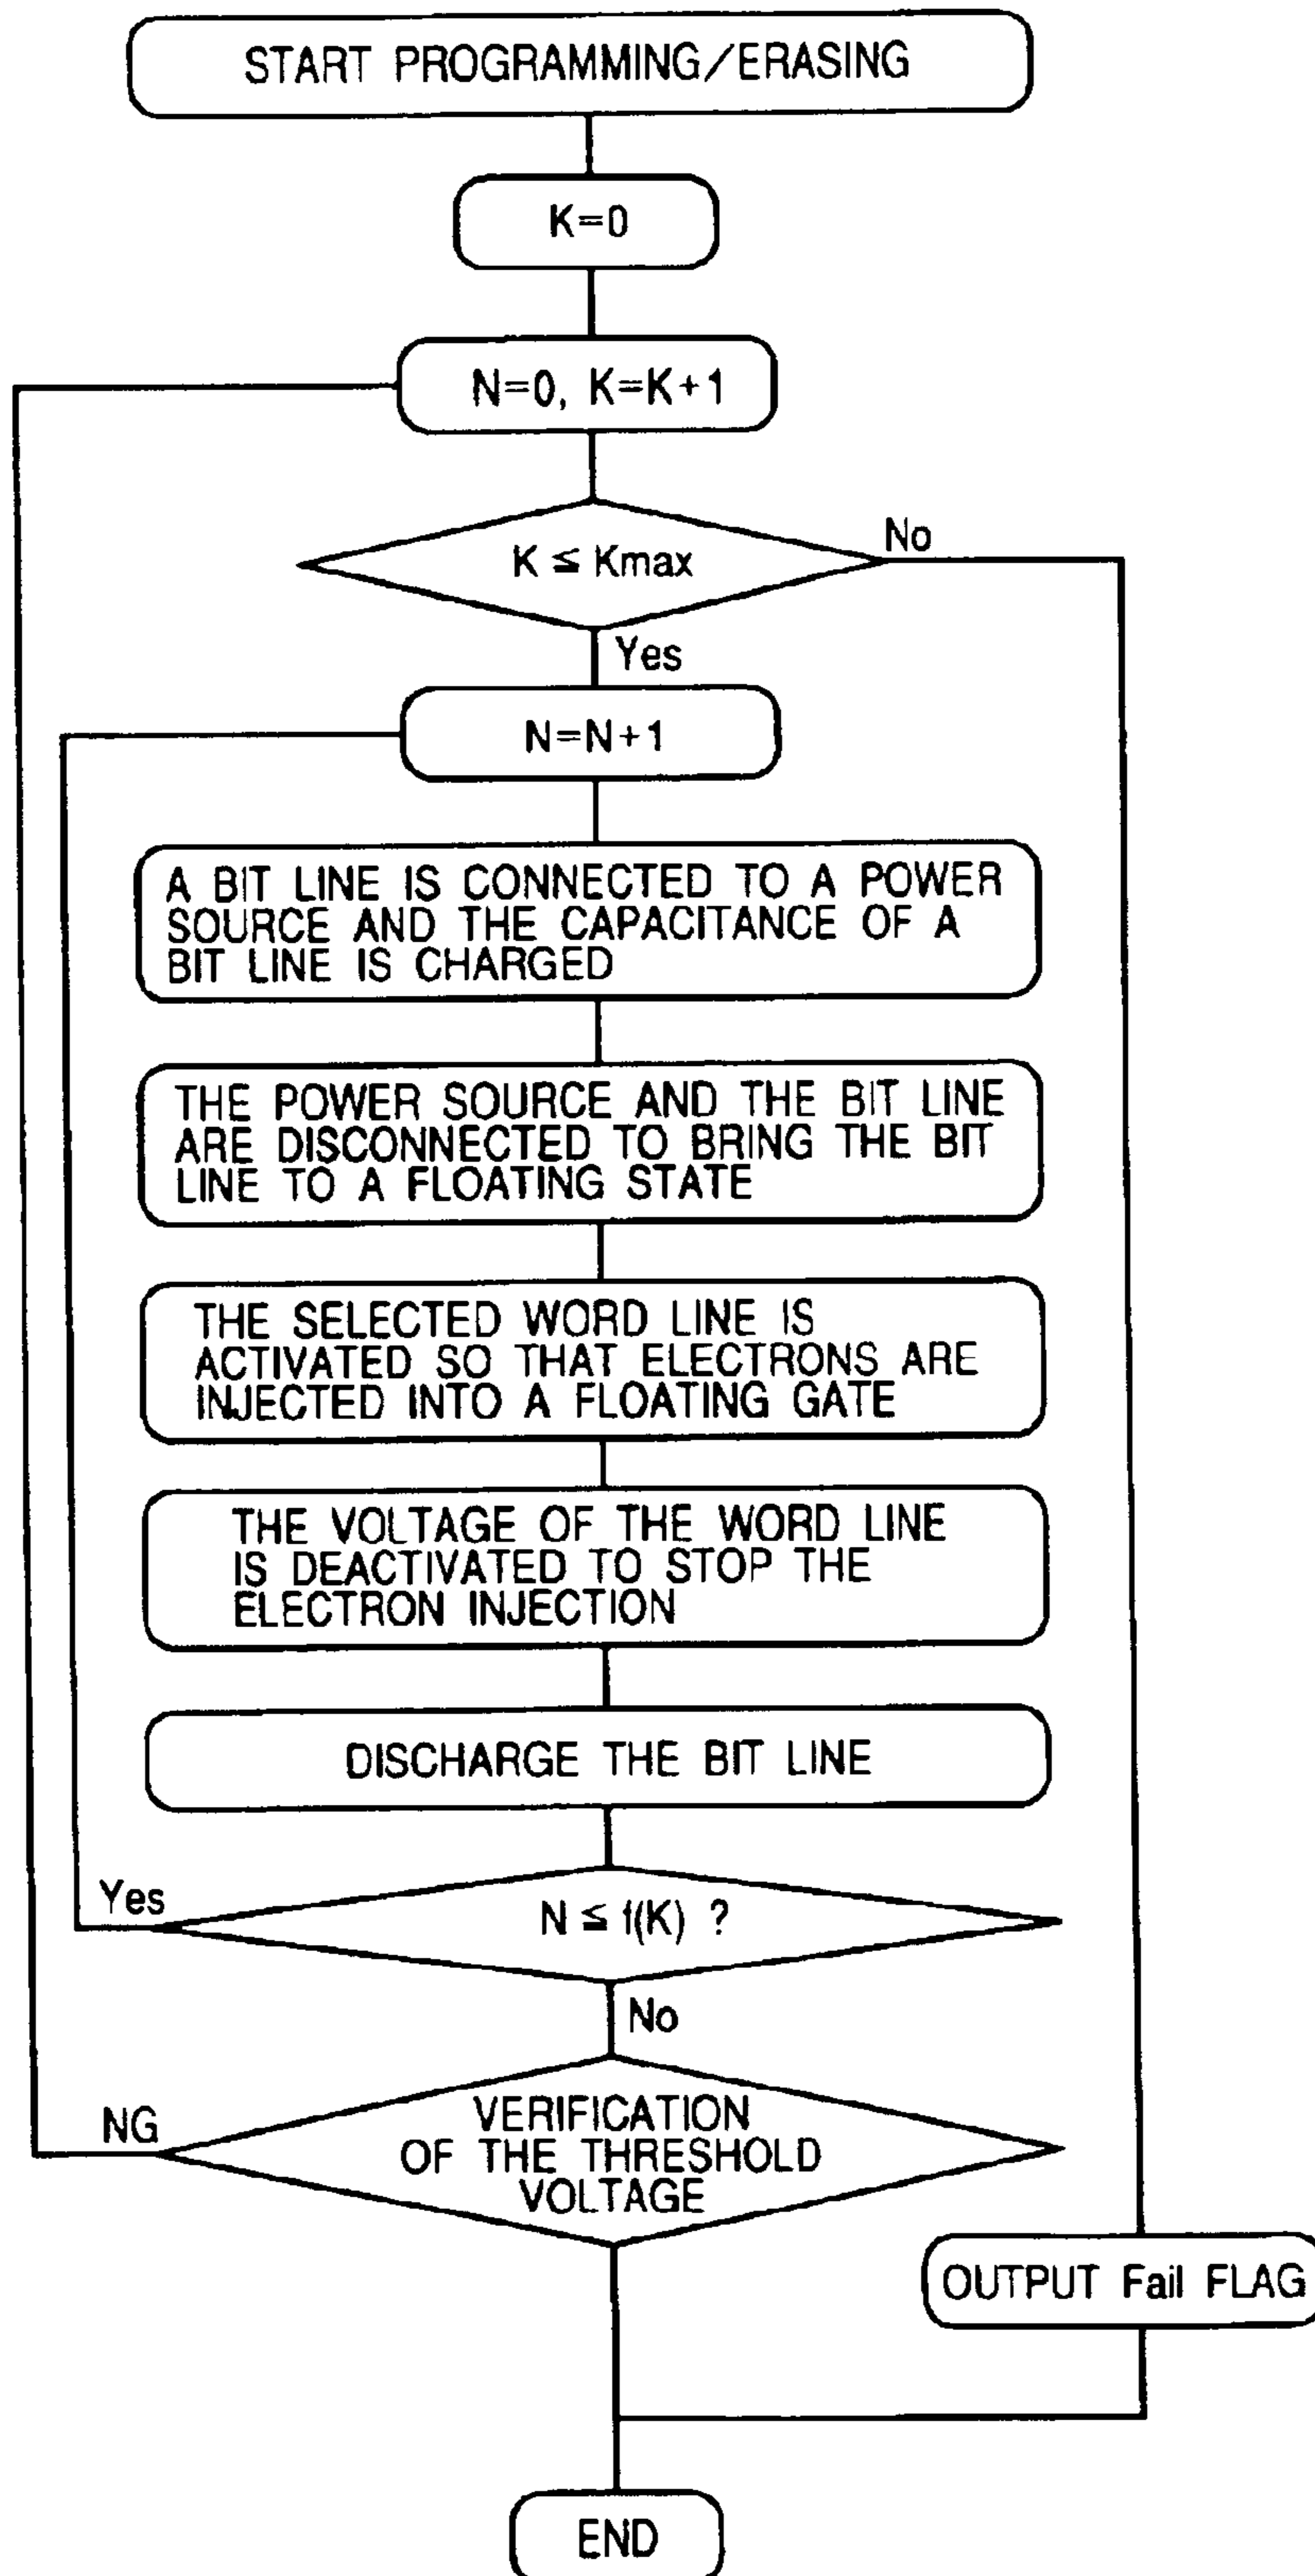 START PROGRAMMING/ERASING
K=0
N=0, K=K+1
K ≦ Kmax
No
Yes
N=N+1
A BIT LINE IS CONNECTED TO A POWER
SOURCE AND THE CAPACITANCE OF A
BIT LINE IS CHARGED
THE POWER SOURCE AND THE BIT LINE
ARE DISCONNECTED TO BRING THE BIT
LINE TO A FLOATING STATE
THE SELECTED WORD LINE IS
ACTIVATED SO THAT ELECTRONS ARE
INJECTED INTO A FLOATING GATE
THE VOLTAGE OF THE WORD LINE
IS DEACTIVATED TO STOP THE
ELECTRON INJECTION
DISCHARGE THE BIT LINE
Yes
N ≦ f(K) ?
No
NG
VERIFICATION
OF THE THRESHOLD
VOLTAGE
OUTPUT Fail FLAG
END